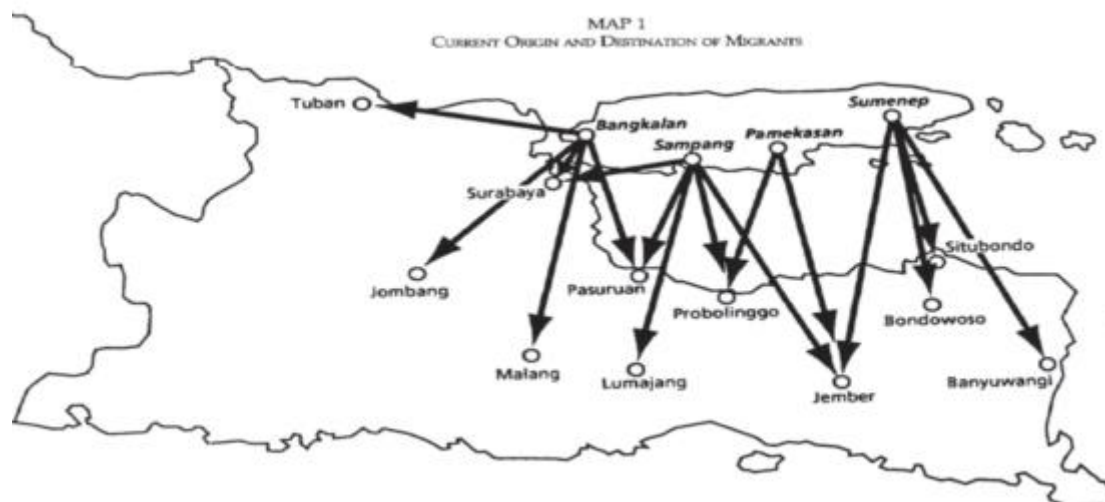 MAP 1
CURRENT ORIGIN AND DESTINATION OF MIGRANTS
Tuban
Bangkalan
Sampang
Pamekasan
Sumenep
Surabaya
Situbondo
Jombang
Pasuruan
Probolinggo
Bondowoso
Malang
Lumajang
Jember
Banyuwangi